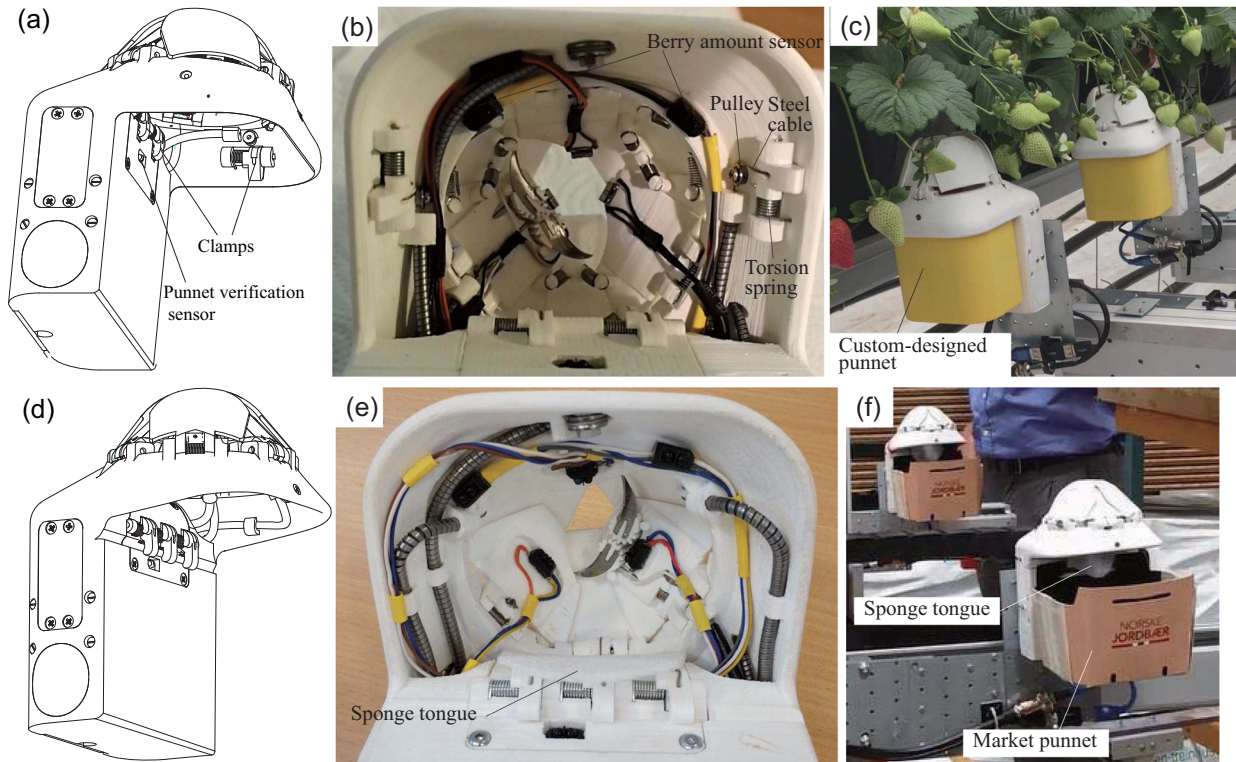 (a)
Clamps
Punnet verification
sensor
(b)
Berry amount sensor
Pulley Steel
cable
Torsion
spring
(c)
Custom-designed
punnet
(d)
(e)
Sponge tongue
(f)
NORSKE
JORDBÆR
Sponge tongue
NORSKE
JORDBÆR
Market punnet